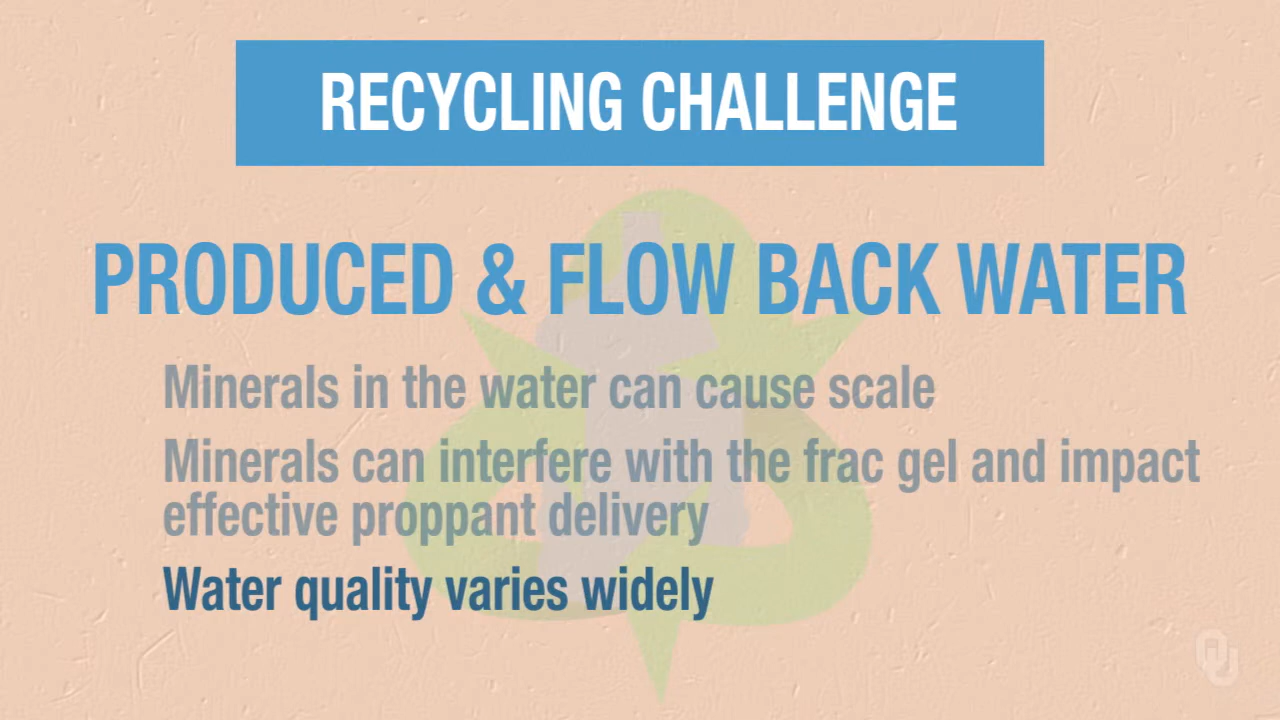 RECYCLING CHALLENGE
PRODUCED & FLOW BACK WATER
Minerals in the water can cause scale
Minerals can interfere with the frac gel and impact
effective proppant delivery
Water quality varies widely
OU